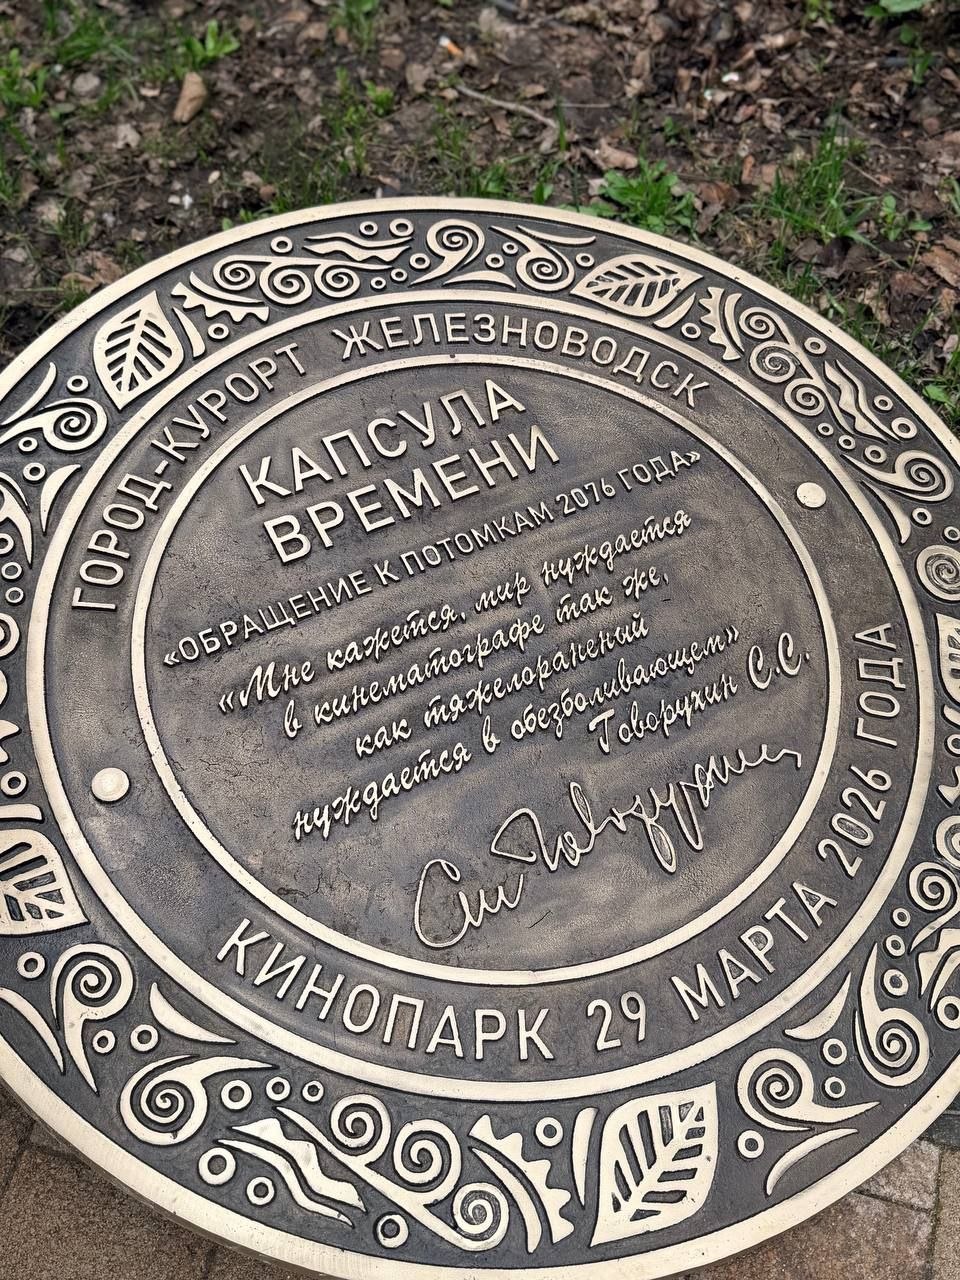 ГОРОД-КУРОРТ ЖЕЛЕЗНОВОДСК
КАПСУЛА
ВРЕМЕНИ
«ОБРАЩЕНИЕ К ПОТОМКАМ 2076 ГОДА»
«Мне кажется, мир нуждается
в кинематографе так же,
как тяжелораненый
нуждается в обезболивающем»
Говорухин С.С.
КИНОПАРК 29 МАРТА 2026 ГОДА